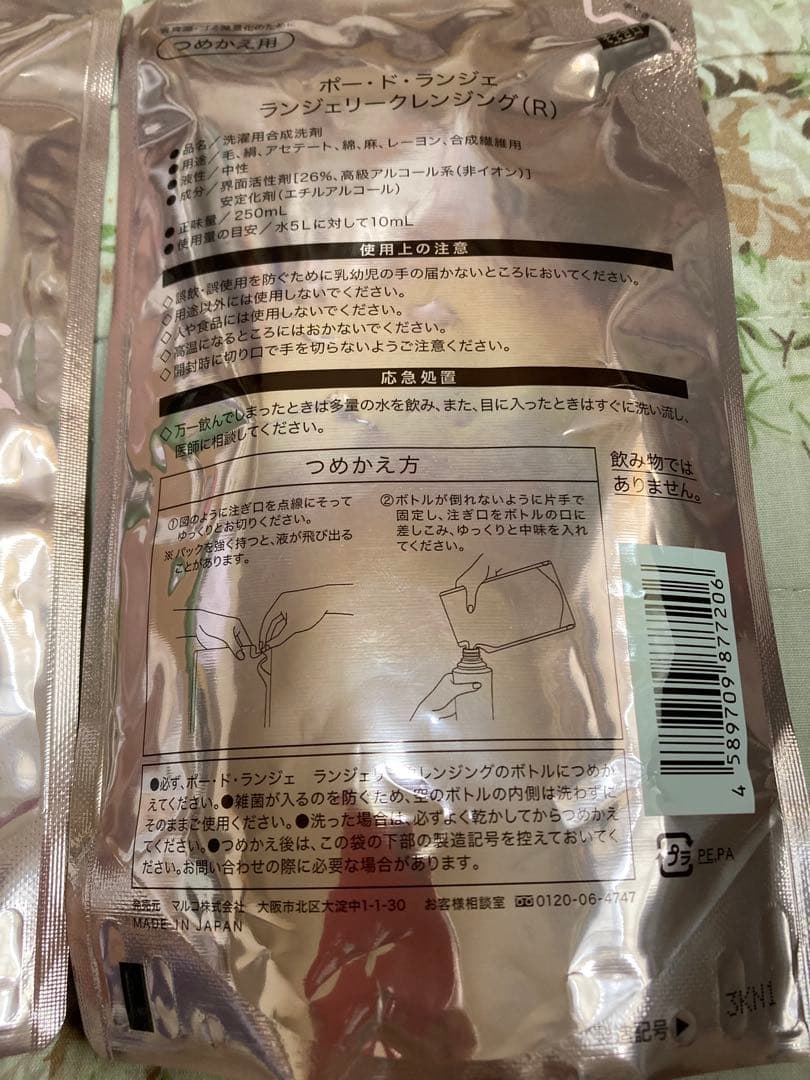 省資源・ゴミ減量化のために
つめかえ用
ポー・ド・ランジェ
ランジェリークレンジング(R)
●品名/洗濯用合成洗剤
●用途/毛、絹、アセテート、綿、麻、レーヨン、合成繊維用
●液性/中性
●成分/界面活性剤[26%、高級アルコール系(非イオン)]
安定化剤(エチルアルコール)
●正味量/250mL
●使用量の目安/水5Lに対して10mL
使用上の注意
◇誤飲・誤使用を防ぐために乳幼児の手の届かないところにおいてください。
◇用途以外には使用しないでください。
◇人や食品には使用しないでください。
◇高温になるところにはおかないでください。
◇開封時に切り口で手を切らないようご注意ください。
応急処置
◇万一飲んでしまったときは多量の水を飲み、また、目に入ったときはすぐに洗い流し、
医師に相談してください。
つめかえ方
飲み物では
ありません。
①図のように注ぎ口を点線にそって
ゆっくりとお切りください。
※パックを強く持つと、液が飛び出る
ことがあります。
②ボトルが倒れないように片手で
固定し、注ぎ口をボトルの口に
差しこみ、ゆっくりと中味を入れ
てください。
4 589709 877206
●必ず、ポー・ド・ランジェ ランジェリークレンジングのボトルにつめか
えてください。●雑菌が入るのを防ぐため、空のボトルの内側は洗わずに
そのままご使用ください。●洗った場合は、必ずよく乾かしてからつめかえ
てください。●つめかえ後は、この袋の下部の製造記号を控えておいてく
ださい。お問い合わせの際に必要な場合があります。
プラ PE,PA
発売元 マルコ株式会社 大阪市北区大淀中1-1-30 お客様相談室 0120-06-4747
MADE IN JAPAN
3KN1
製造記号▶